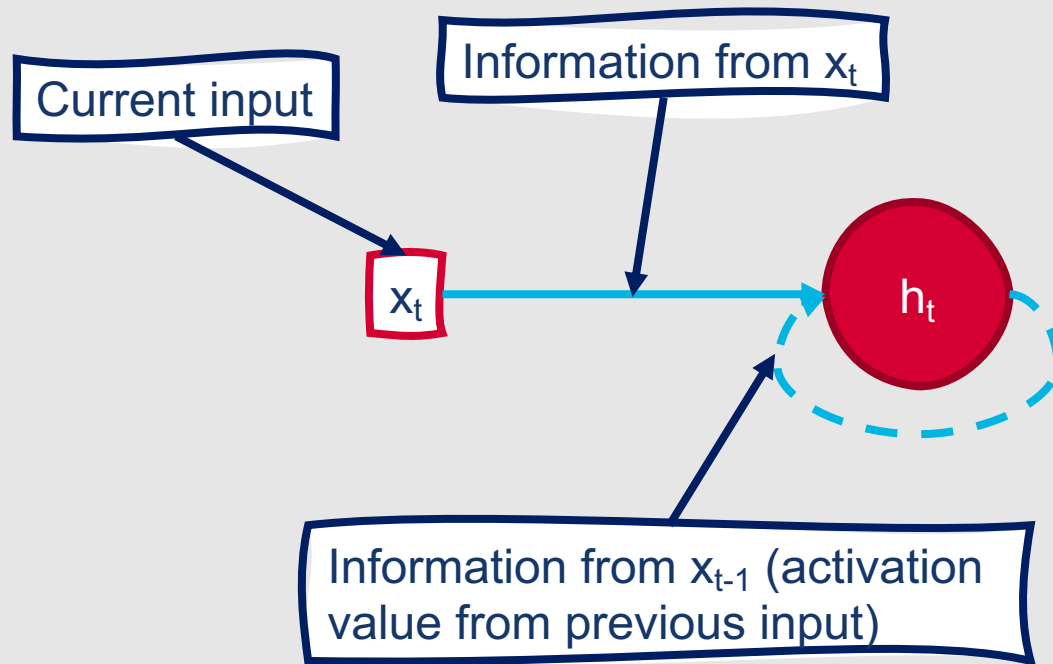 Information from xₜ
Current input
xₜ
hₜ
Information from xₜ₋₁ (activation
value from previous input)